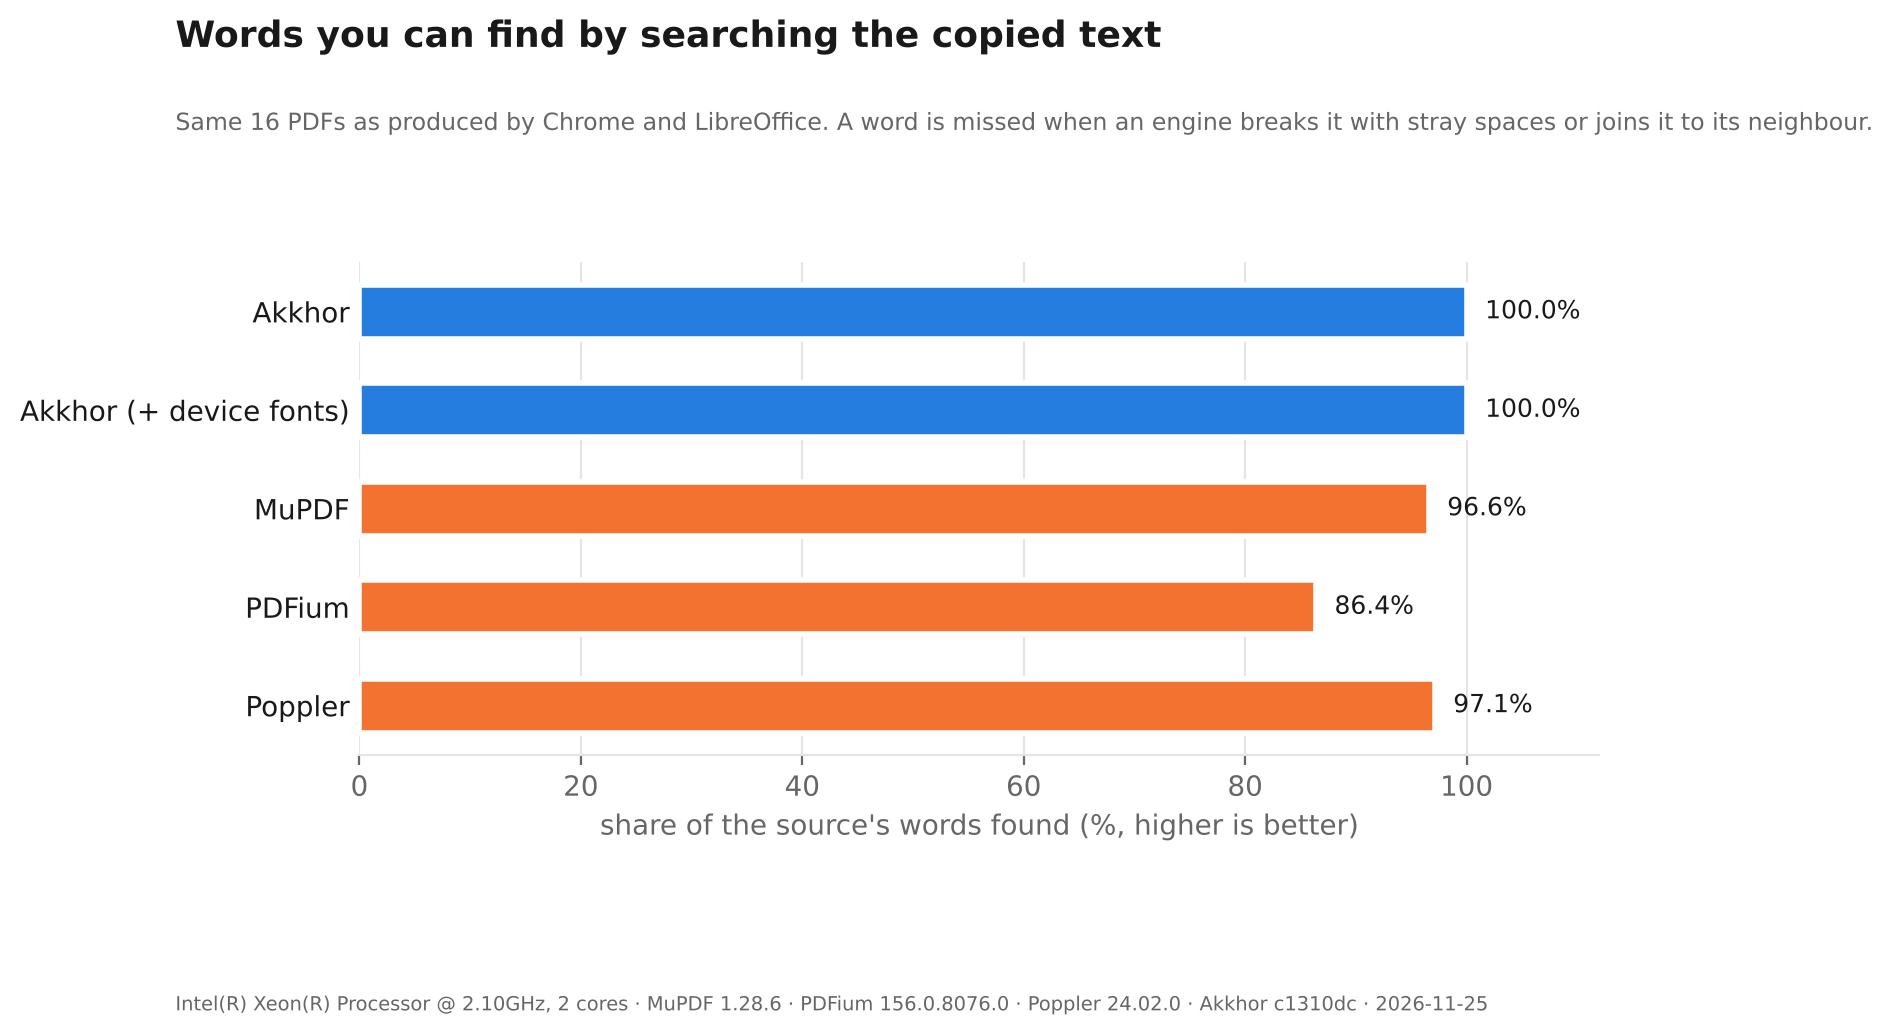 Words you can find by searching the copied text
Same 16 PDFs as produced by Chrome and LibreOffice. A word is missed when an engine breaks it with stray spaces or joins it to its neighbour.
Akkhor 100.0%
Akkhor (+ device fonts) 100.0%
MuPDF 96.6%
PDFium 86.4%
Poppler 97.1%
0 20 40 60 80 100
share of the source's words found (%, higher is better)
Intel(R) Xeon(R) Processor @ 2.10GHz, 2 cores · MuPDF 1.28.6 · PDFium 156.0.8076.0 · Poppler 24.02.0 · Akkhor c1310dc · 2026-11-25